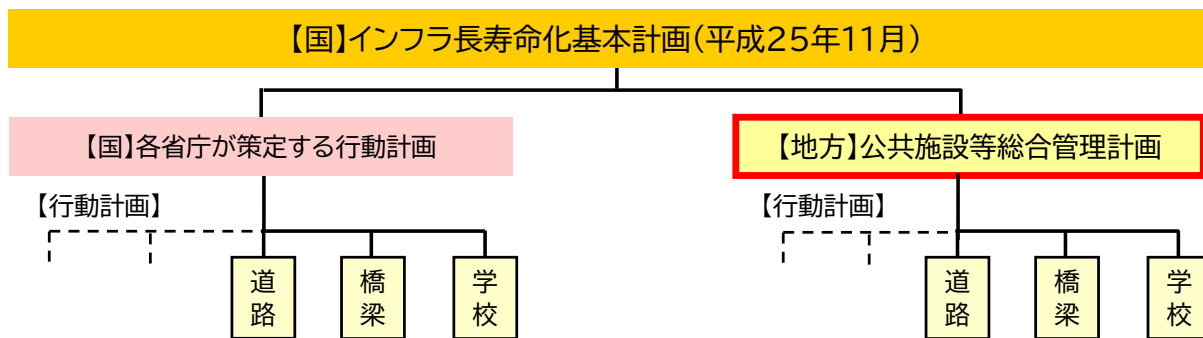 【国】インフラ長寿命化基本計画(平成25年11月)
【国】各省庁が策定する行動計画
【地方】公共施設等総合管理計画
【行動計画】
【行動計画】
道路
橋梁
学校
道路
橋梁
学校